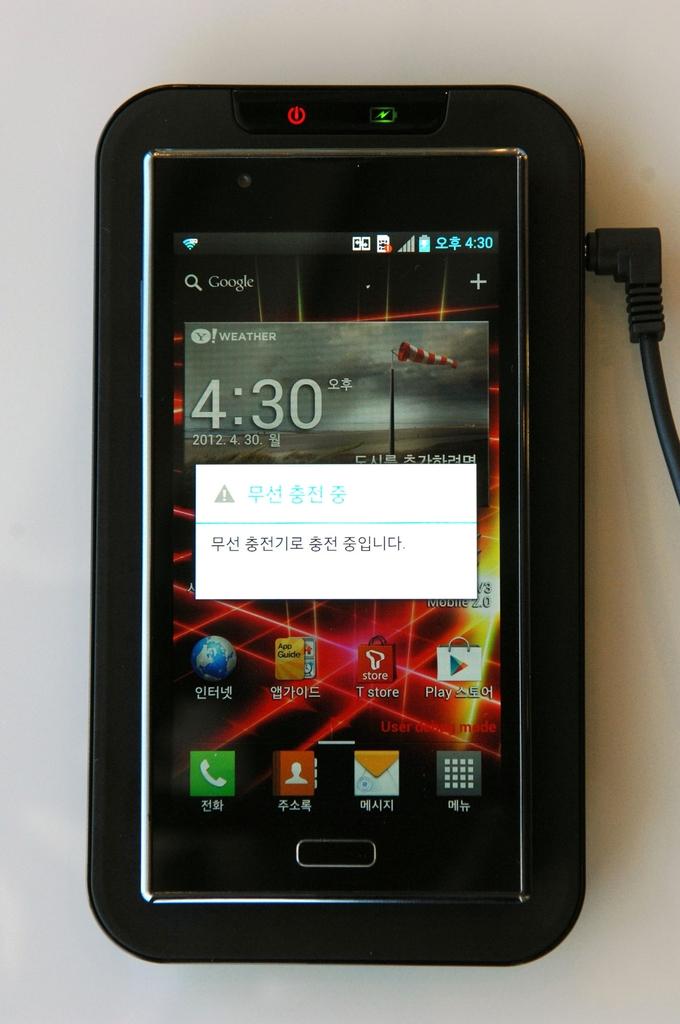 오후 4:30
Google
Y! WEATHER
4:30 오후
2012. 4. 30. 월
도시를 추가하려면
무선 충전 중
무선 충전기로 충전 중입니다.
Mobile 2.0
App Guide
store
인터넷 앱가이드 T store Play 스토어
User debug mode
전화 주소록 메시지 메뉴